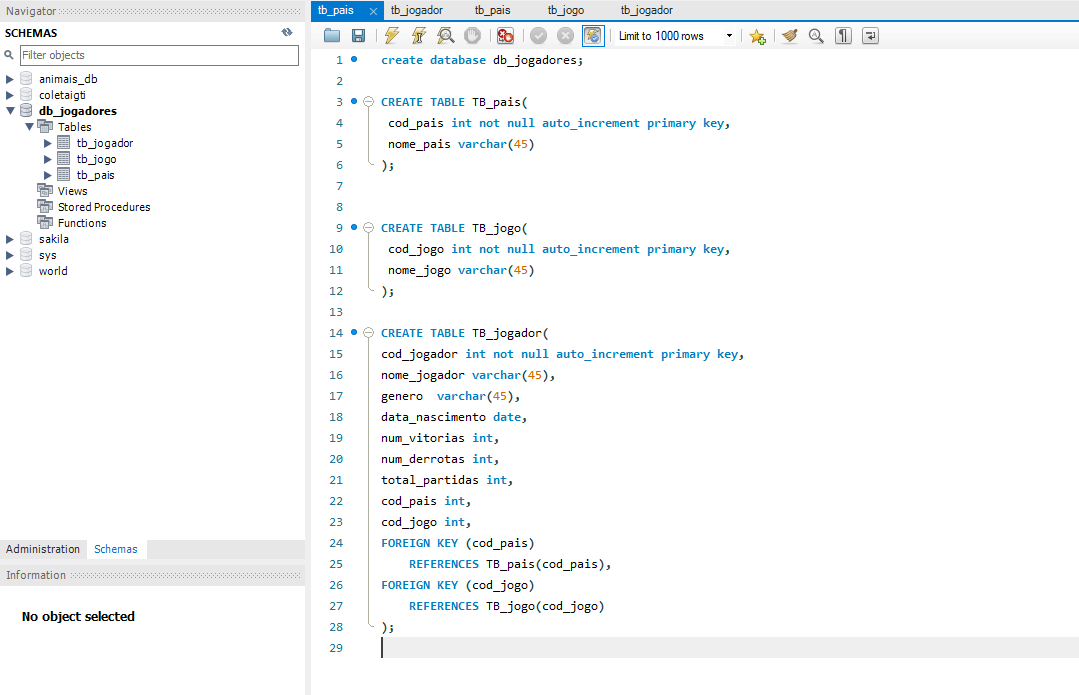 Navigator
SCHEMAS
Filter objects
animais_db
coletaigti
db_jogadores
Tables
tb_jogador
tb_jogo
tb_pais
Views
Stored Procedures
Functions
sakila
sys
world
Administration Schemas
Information
No object selected
tb_pais tb_jogador tb_pais tb_jogo tb_jogador
Limit to 1000 rows
1 create database db_jogadores;
2
3 CREATE TABLE TB_pais(
4 cod_pais int not null auto_increment primary key,
5 nome_pais varchar(45)
6 );
7
8
9 CREATE TABLE TB_jogo(
10 cod_jogo int not null auto_increment primary key,
11 nome_jogo varchar(45)
12 );
13
14 CREATE TABLE TB_jogador(
15 cod_jogador int not null auto_increment primary key,
16 nome_jogador varchar(45),
17 genero  varchar(45),
18 data_nascimento date,
19 num_vitorias int,
20 num_derrotas int,
21 total_partidas int,
22 cod_pais int,
23 cod_jogo int,
24 FOREIGN KEY (cod_pais)
25 REFERENCES TB_pais(cod_pais),
26 FOREIGN KEY (cod_jogo)
27 REFERENCES TB_jogo(cod_jogo)
28 );
29